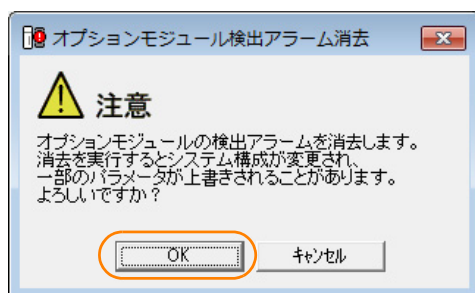 オプションモジュール検出アラーム消去
注意
オプションモジュールの検出アラームを消去します。
消去を実行するとシステム構成が変更され、
一部のパラメータが上書きされることがあります。
よろしいですか？
OK
キャンセル